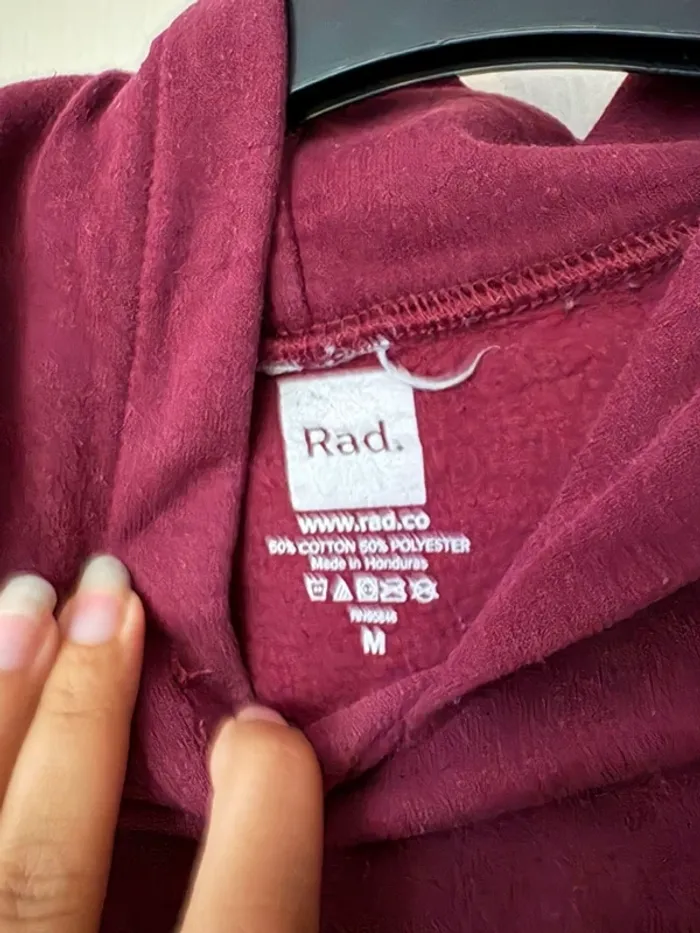 Rad.
www.rad.co
50% COTTON 50% POLYESTER
Made in Honduras
M